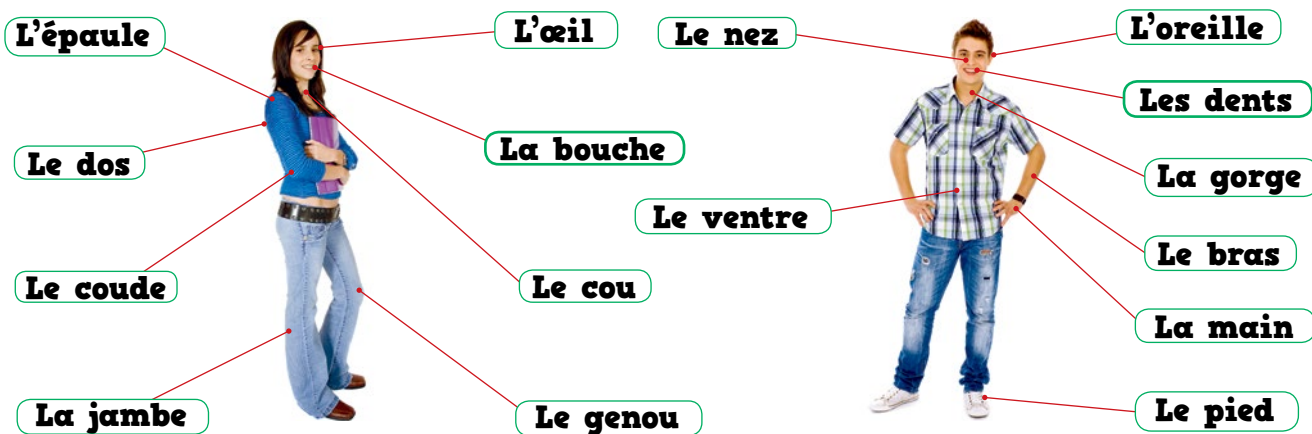 L'épaule
L'œil
Le dos
La bouche
Le coude
Le cou
La jambe
Le genou
Le nez
L'oreille
Les dents
La gorge
Le ventre
Le bras
La main
Le pied